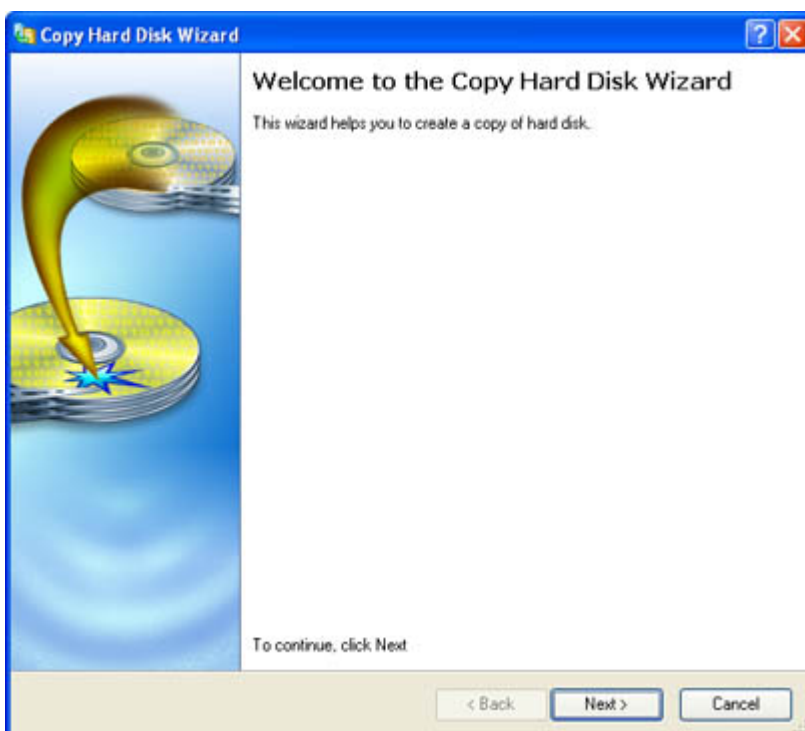 Copy Hard Disk Wizard
Welcome to the Copy Hard Disk Wizard
This wizard helps you to create a copy of hard disk.
To continue, click Next
< Back Next > Cancel